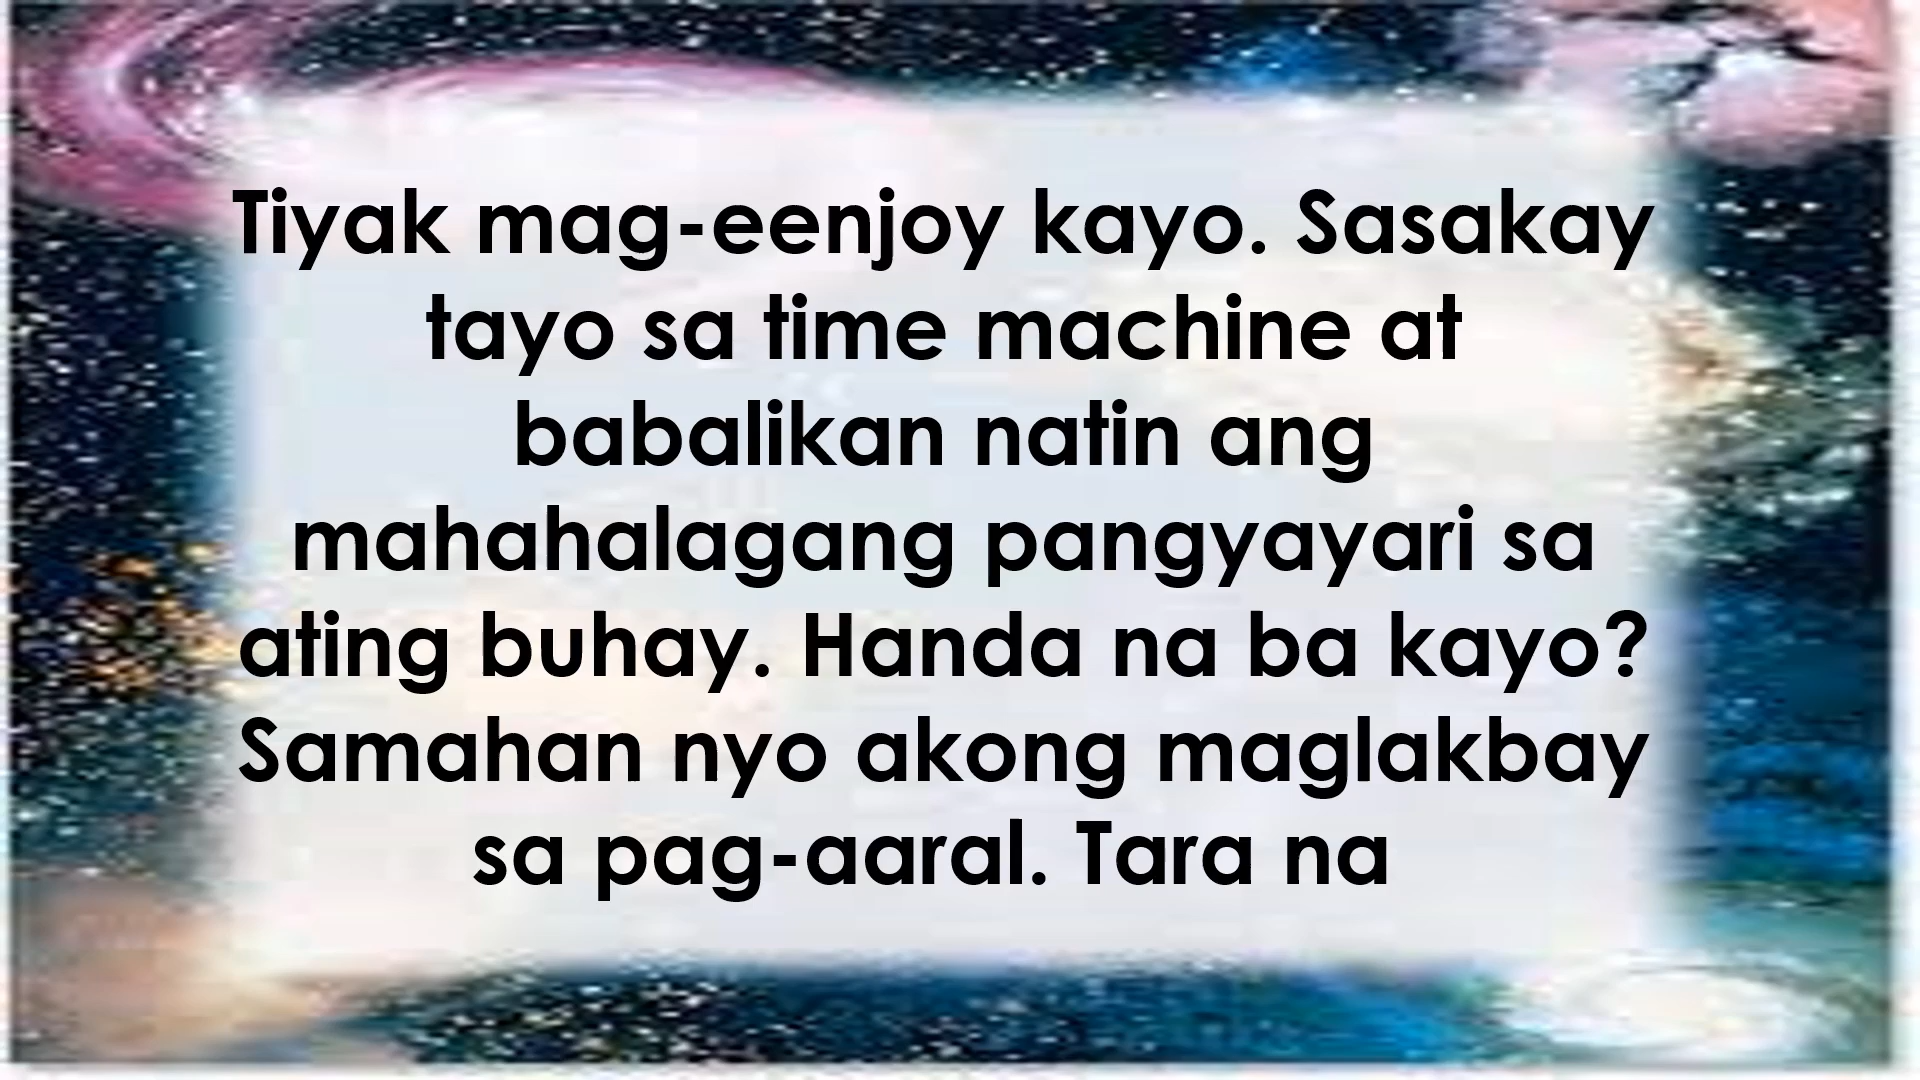 Tiyak mag-eenjoy kayo. Sasakay
tayo sa time machine at
babalikan natin ang
mahahalagang pangyayari sa
ating buhay. Handa na ba kayo?
Samahan nyo akong maglakbay
sa pag-aaral. Tara na